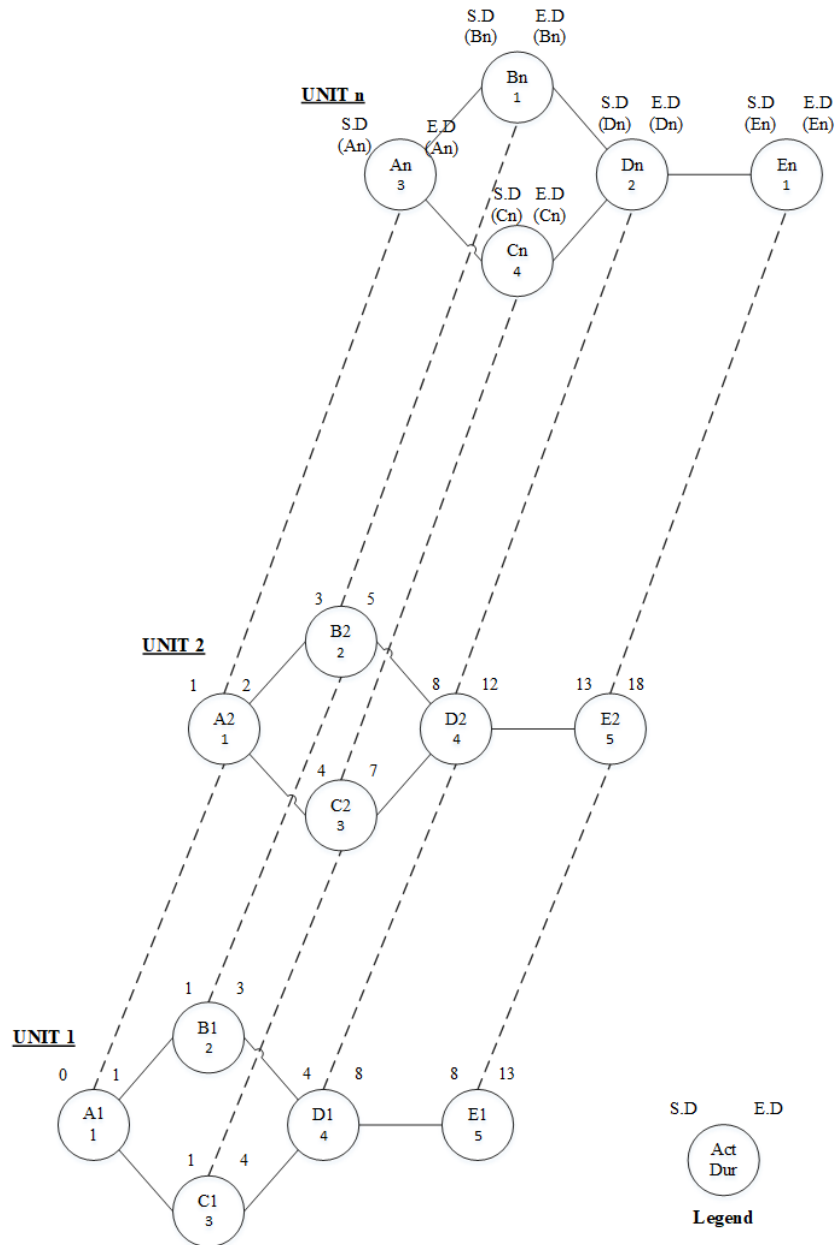 S.D E.D
(Bn) (Bn)
Bn
1
UNIT n
S.D E.D
(An) (An)
An
3
S.D E.D
(Dn) (Dn)
Dn
2
S.D E.D
(En) (En)
En
1
S.D E.D
(Cn) (Cn)
Cn
4
UNIT 2
3 5
B2
2
1 2
A2
1
8 12
D2
4
13 18
E2
5
4 7
C2
3
UNIT 1
1 3
B1
2
0 1
A1
1
4 8
D1
4
8 13
E1
5
1 4
C1
3
S.D E.D
Act
Dur
Legend